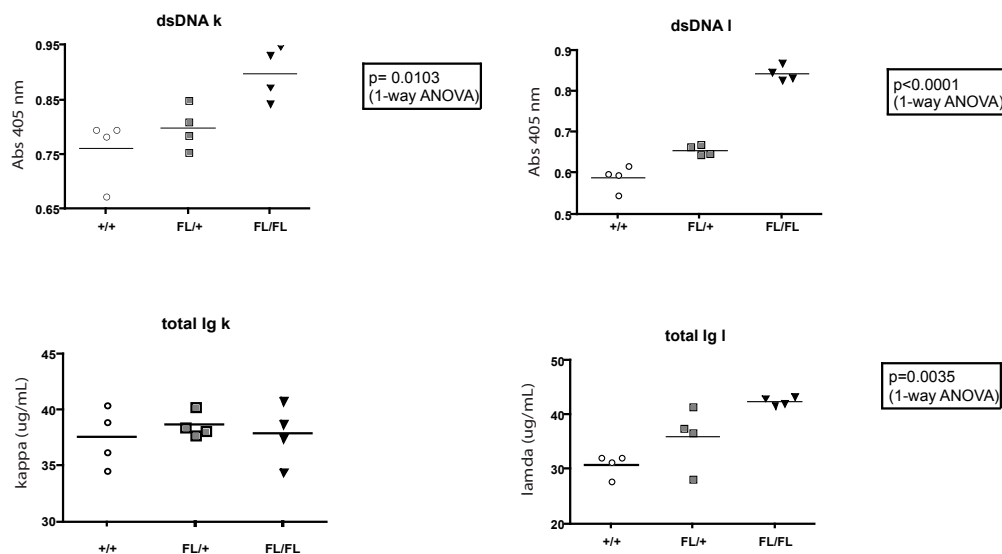 dsDNA k
Abs 405 nm
0.95
0.85
0.75
0.65
+/+ FL/+ FL/FL
p= 0.0103
(1-way ANOVA)
dsDNA l
Abs 405 nm
0.9
0.8
0.7
0.6
0.5
+/+ FL/+ FL/FL
p<0.0001
(1-way ANOVA)
total Ig k
kappa (ug/mL)
45
40
35
30
+/+ FL/+ FL/FL
total Ig l
lamda (ug/mL)
50
40
30
20
+/+ FL/+ FL/FL
p=0.0035
(1-way ANOVA)